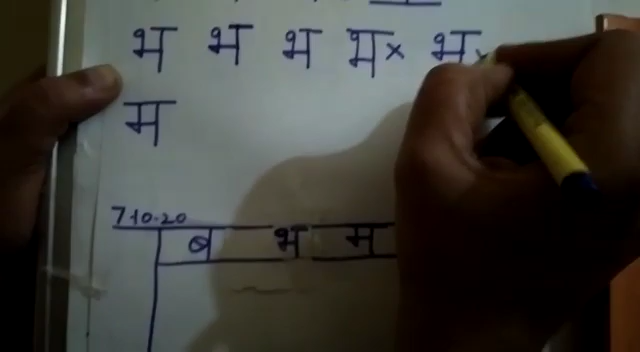 भ भ भ भ × भ ×
म
7-10-20
ब भ म